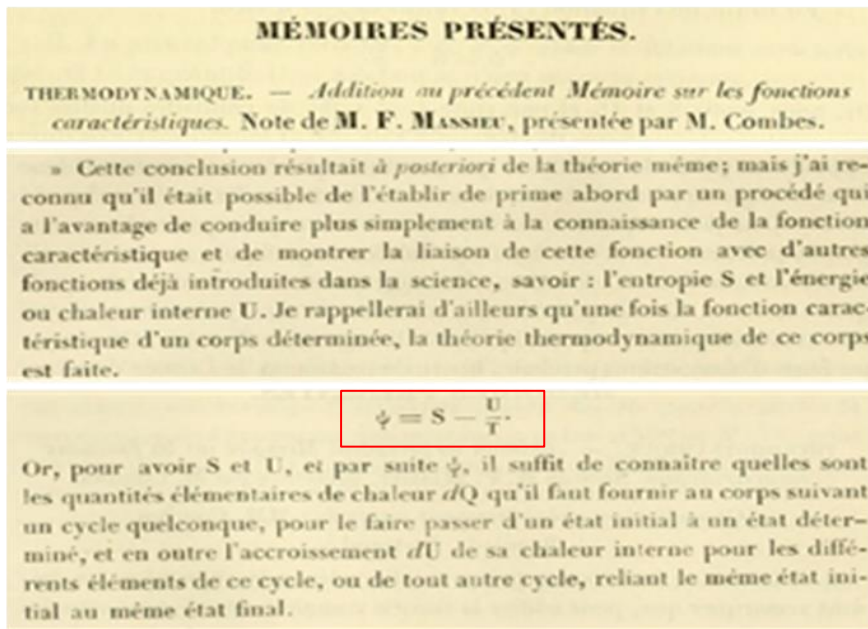 MÉMOIRES PRÉSENTÉS.
THERMODYNAMIQUE. — Addition au précédent Mémoire sur les fonctions
caractéristiques. Note de M. F. MASSIEU, présentée par M. Combes.
» Cette conclusion résultait à posteriori de la théorie même; mais j'ai re-
connu qu'il était possible de l'établir de prime abord par un procédé qui
a l'avantage de conduire plus simplement à la connaissance de la fonction
caractéristique et de montrer la liaison de cette fonction avec d'autres
fonctions déjà introduites dans la science, savoir : l'entropie S et l'énergie
ou chaleur interne U. Je rappellerai d'ailleurs qu'une fois la fonction carac-
téristique d'un corps déterminée, la théorie thermodynamique de ce corps
est faite.
ψ = S − U/T.
Or, pour avoir S et U, et par suite ψ, il suffit de connaître quelles sont
les quantités élémentaires de chaleur dQ qu'il faut fournir au corps suivant
un cycle quelconque, pour le faire passer d'un état initial à un état déter-
miné, et en outre l'accroissement dU de sa chaleur interne pour les diffé-
rents éléments de ce cycle, ou de tout autre cycle, reliant le même état ini-
tial au même état final.